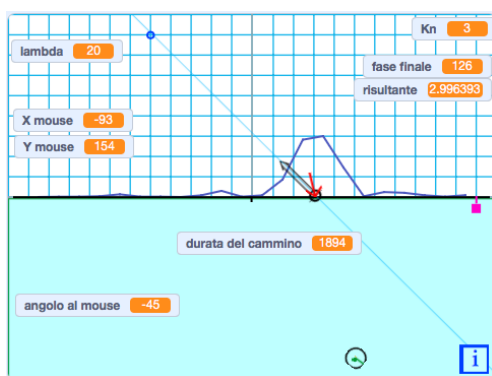 Kn 3
lambda 20
fase finale 126
risultante 2.996393
X mouse -93
Y mouse 154
durata del cammino 1894
angolo al mouse -45
i